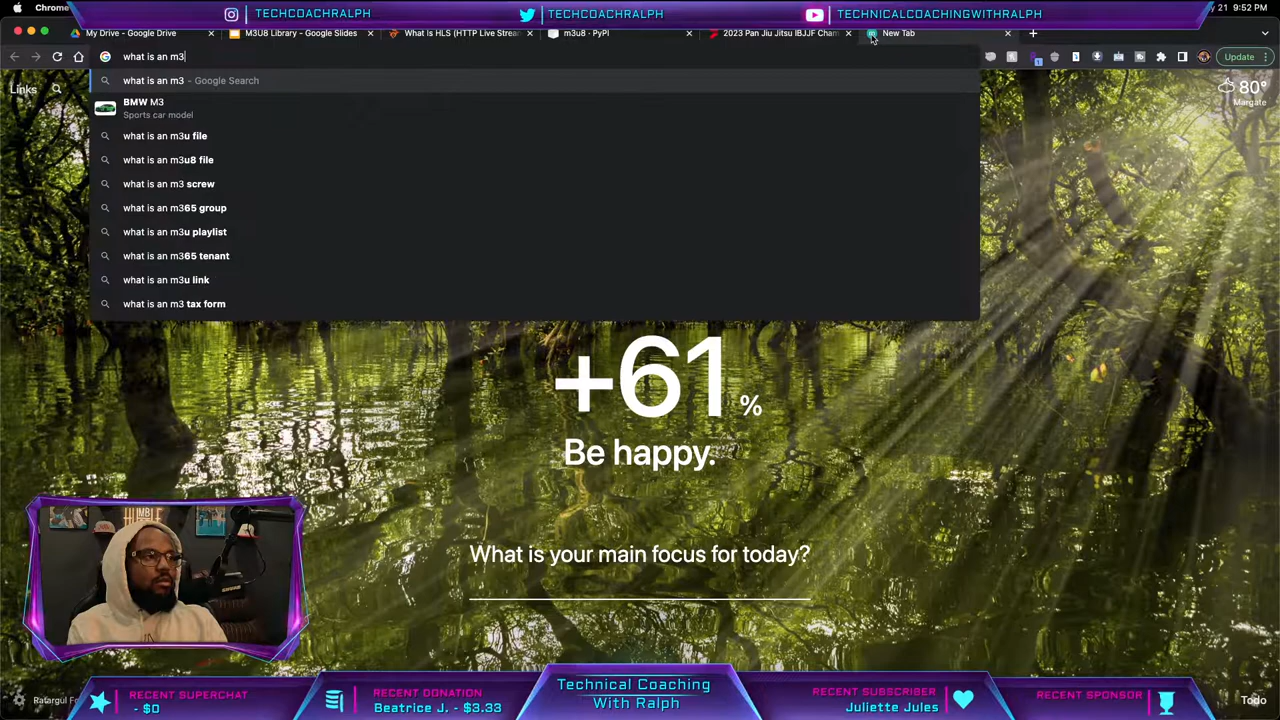 TECHCOACHRALPH
TECHCOACHRALPH
TECHNICALCOACHINGWITHRALPH
Chrome
y 21 9:52 PM
My Drive - Google Drive
M3U8 Library - Google Slides
What Is HLS (HTTP Live Strea
m3u8 · PyPI
2023 Pan Jiu Jitsu IBJJF Cham
New Tab
what is an m3
Update
what is an m3 - Google Search
BMW M3
Sports car model
what is an m3u file
what is an m3u8 file
what is an m3 screw
what is an m365 group
what is an m3u playlist
what is an m365 tenant
what is an m3u link
what is an m3 tax form
Links
80°
Margate
+61 %
Be happy.
What is your main focus for today?
Todo
RECENT SUPERCHAT
- $0
RECENT DONATION
Beatrice J. - $3.33
Technical Coaching
With Ralph
RECENT SUBSCRIBER
Juliette Jules
RECENT SPONSOR